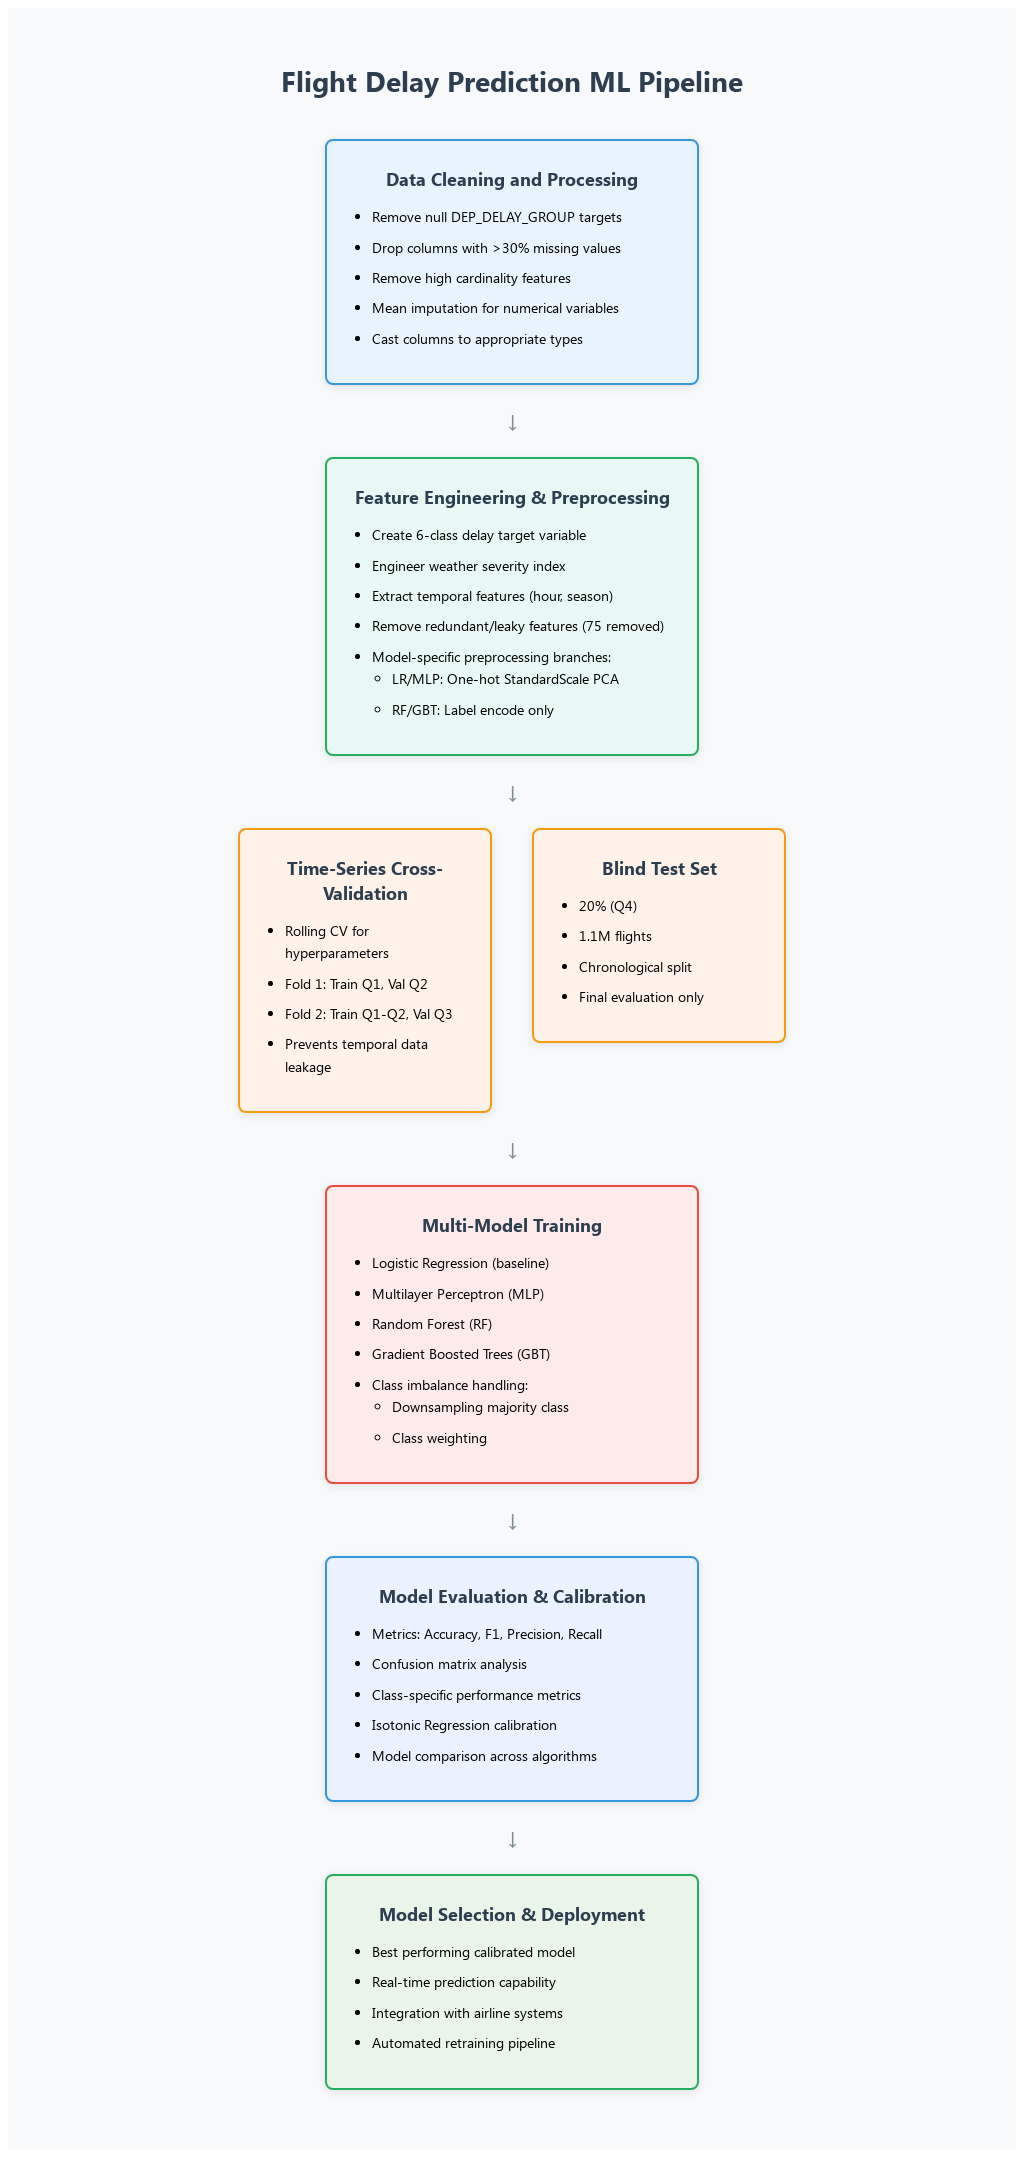 Flight Delay Prediction ML Pipeline
Data Cleaning and Processing
• Remove null DEP_DELAY_GROUP targets
• Drop columns with >30% missing values
• Remove high cardinality features
• Mean imputation for numerical variables
• Cast columns to appropriate types
↓
Feature Engineering & Preprocessing
• Create 6-class delay target variable
• Engineer weather severity index
• Extract temporal features (hour, season)
• Remove redundant/leaky features (75 removed)
• Model-specific preprocessing branches:
◦ LR/MLP: One-hot StandardScale PCA
◦ RF/GBT: Label encode only
↓
Time-Series Cross-
Validation
• Rolling CV for
hyperparameters
• Fold 1: Train Q1, Val Q2
• Fold 2: Train Q1-Q2, Val Q3
• Prevents temporal data
leakage
Blind Test Set
• 20% (Q4)
• 1.1M flights
• Chronological split
• Final evaluation only
↓
Multi-Model Training
• Logistic Regression (baseline)
• Multilayer Perceptron (MLP)
• Random Forest (RF)
• Gradient Boosted Trees (GBT)
• Class imbalance handling:
◦ Downsampling majority class
◦ Class weighting
↓
Model Evaluation & Calibration
• Metrics: Accuracy, F1, Precision, Recall
• Confusion matrix analysis
• Class-specific performance metrics
• Isotonic Regression calibration
• Model comparison across algorithms
↓
Model Selection & Deployment
• Best performing calibrated model
• Real-time prediction capability
• Integration with airline systems
• Automated retraining pipeline